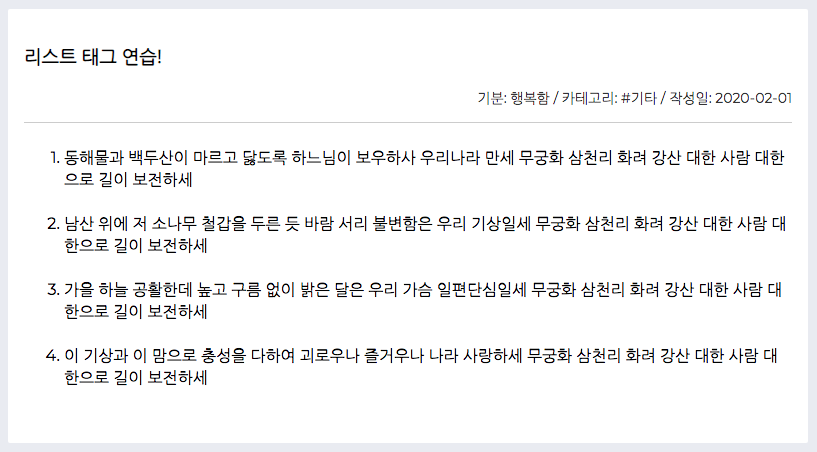 리스트 태그 연습!
기분: 행복함 / 카테고리: #기타 / 작성일: 2020-02-01
1. 동해물과 백두산이 마르고 닳도록 하느님이 보우하사 우리나라 만세 무궁화 삼천리 화려 강산 대한 사람 대한
으로 길이 보전하세
2. 남산 위에 저 소나무 철갑을 두른 듯 바람 서리 불변함은 우리 기상일세 무궁화 삼천리 화려 강산 대한 사람 대
한으로 길이 보전하세
3. 가을 하늘 공활한데 높고 구름 없이 밝은 달은 우리 가슴 일편단심일세 무궁화 삼천리 화려 강산 대한 사람 대
한으로 길이 보전하세
4. 이 기상과 이 맘으로 충성을 다하여 괴로우나 즐거우나 나라 사랑하세 무궁화 삼천리 화려 강산 대한 사람 대
한으로 길이 보전하세